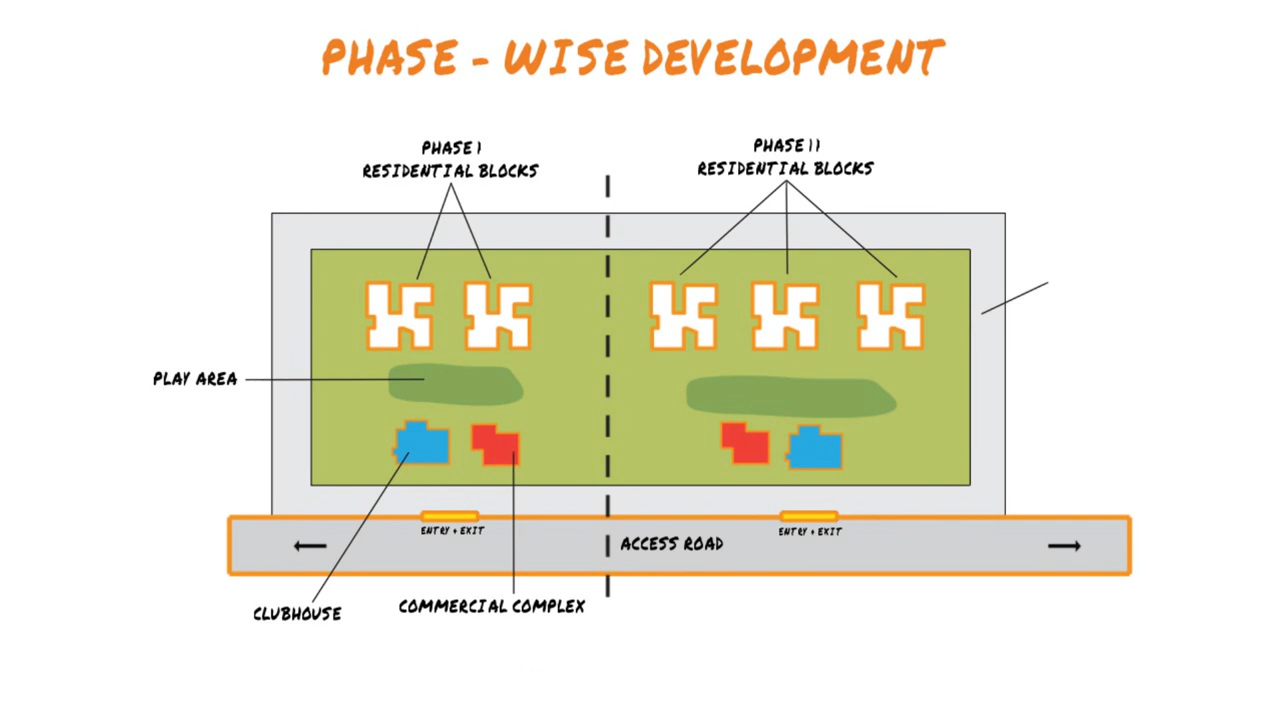 PHASE - WISE DEVELOPMENT
PHASE I
RESIDENTIAL BLOCKS
PHASE II
RESIDENTIAL BLOCKS
PLAY AREA
ENTRY + EXIT
ENTRY + EXIT
ACCESS ROAD
CLUBHOUSE
COMMERCIAL COMPLEX